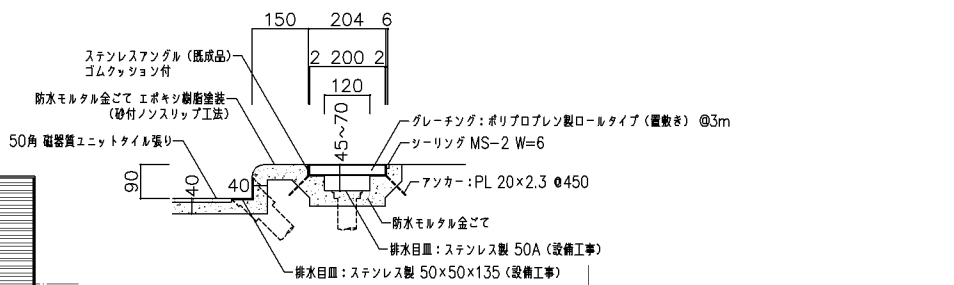 150
204
6
2
200
2
120
ステンレスアングル（既成品）
ゴムクッション付
防水モルタル金ごて エポキシ樹脂塗装
（砂付ノンスリップ工法）
50角 磁器質ユニットタイル張り
45~70
グレーチング：ポリプロプレン製ロールタイプ（置敷き） @3m
シーリング MS-2 W=6
90
40
40
アンカー：PL 20×2.3 @450
防水モルタル金ごて
排水目皿：ステンレス製 50A（設備工事）
排水目皿：ステンレス製 50×50×135（設備工事）